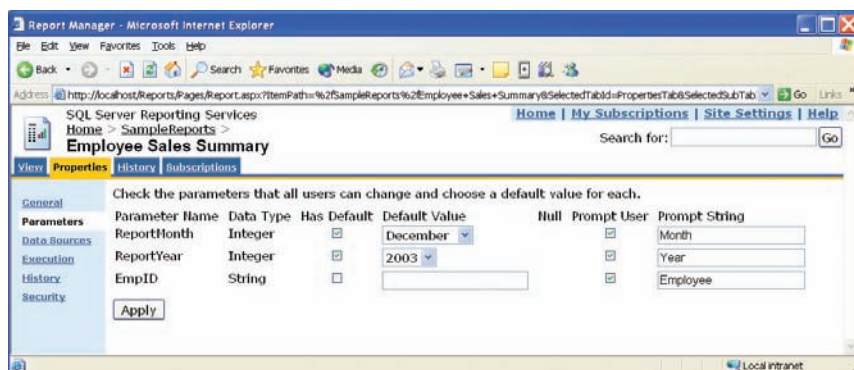 Report Manager - Microsoft Internet Explorer
File Edit View Favorites Tools Help
Back Search Favorites Media
Address http://localhost/Reports/Pages/Report.aspx?ItemPath=%2fSampleReports%2fEmployee+Sales+Summary&SelectedTabId=PropertiesTab&SelectedSubTab Go Links »
SQL Server Reporting Services Home | My Subscriptions | Site Settings | Help
Home > SampleReports > Search for: Go
Employee Sales Summary
View Properties History Subscriptions
General
Parameters
Data Sources
Execution
History
Security
Check the parameters that all users can change and choose a default value for each.
Parameter Name Data Type Has Default Default Value Null Prompt User Prompt String
ReportMonth Integer December Month
ReportYear Integer 2003 Year
EmpID String Employee
Apply
Local intranet